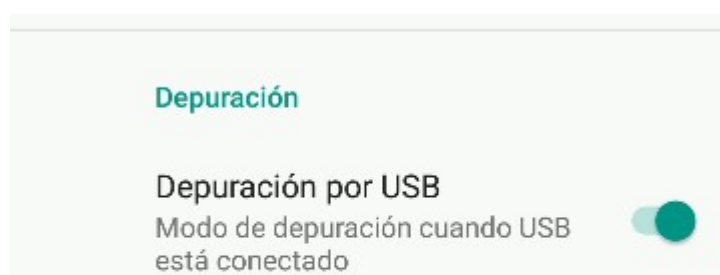 Depuración
Depuración por USB
Modo de depuración cuando USB
está conectado